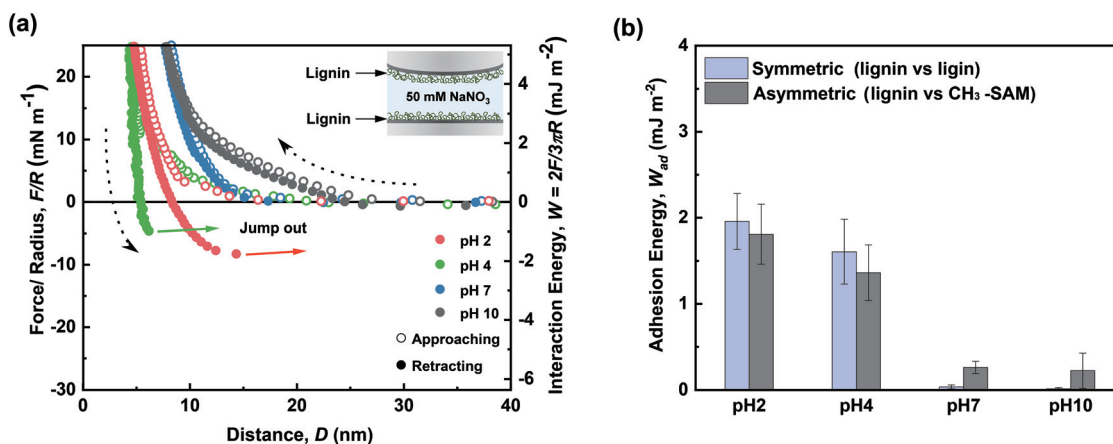 (a)
Force/ Radius, F/R (mN m⁻¹)
20
10
0
-10
-20
-30
0
10
20
30
40
Distance, D (nm)
Interaction Energy, W = 2F/3πR (mJ m⁻²)
4
2
0
-2
-4
-6
Lignin
50 mM NaNO₃
Lignin
Jump out
pH 2
pH 4
pH 7
pH 10
Approaching
Retracting
(b)
Adhesion Energy, Wad (mJ m⁻²)
4
3
2
1
0
Symmetric (lignin vs ligin)
Asymmetric (lignin vs CH₃ -SAM)
pH2
pH4
pH7
pH10